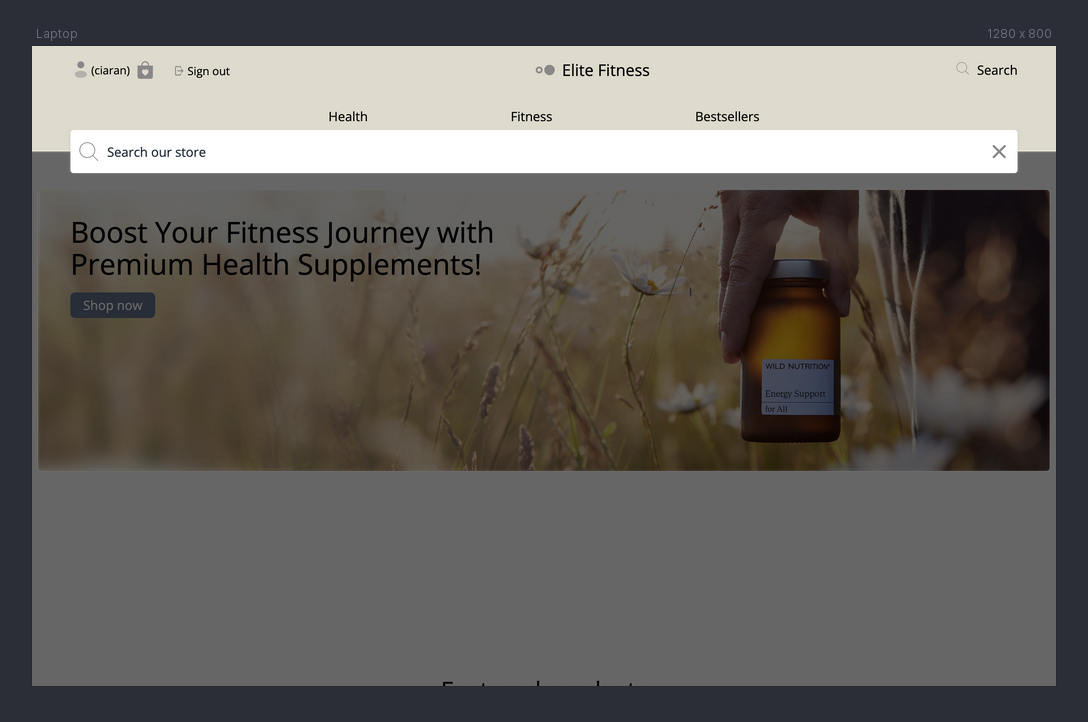 Laptop
1280 x 800
(ciaran)
Sign out
Elite Fitness
Search
Health
Fitness
Bestsellers
Search our store
Boost Your Fitness Journey with
Premium Health Supplements!
Shop now
WILD NUTRITION
Energy Support
for All